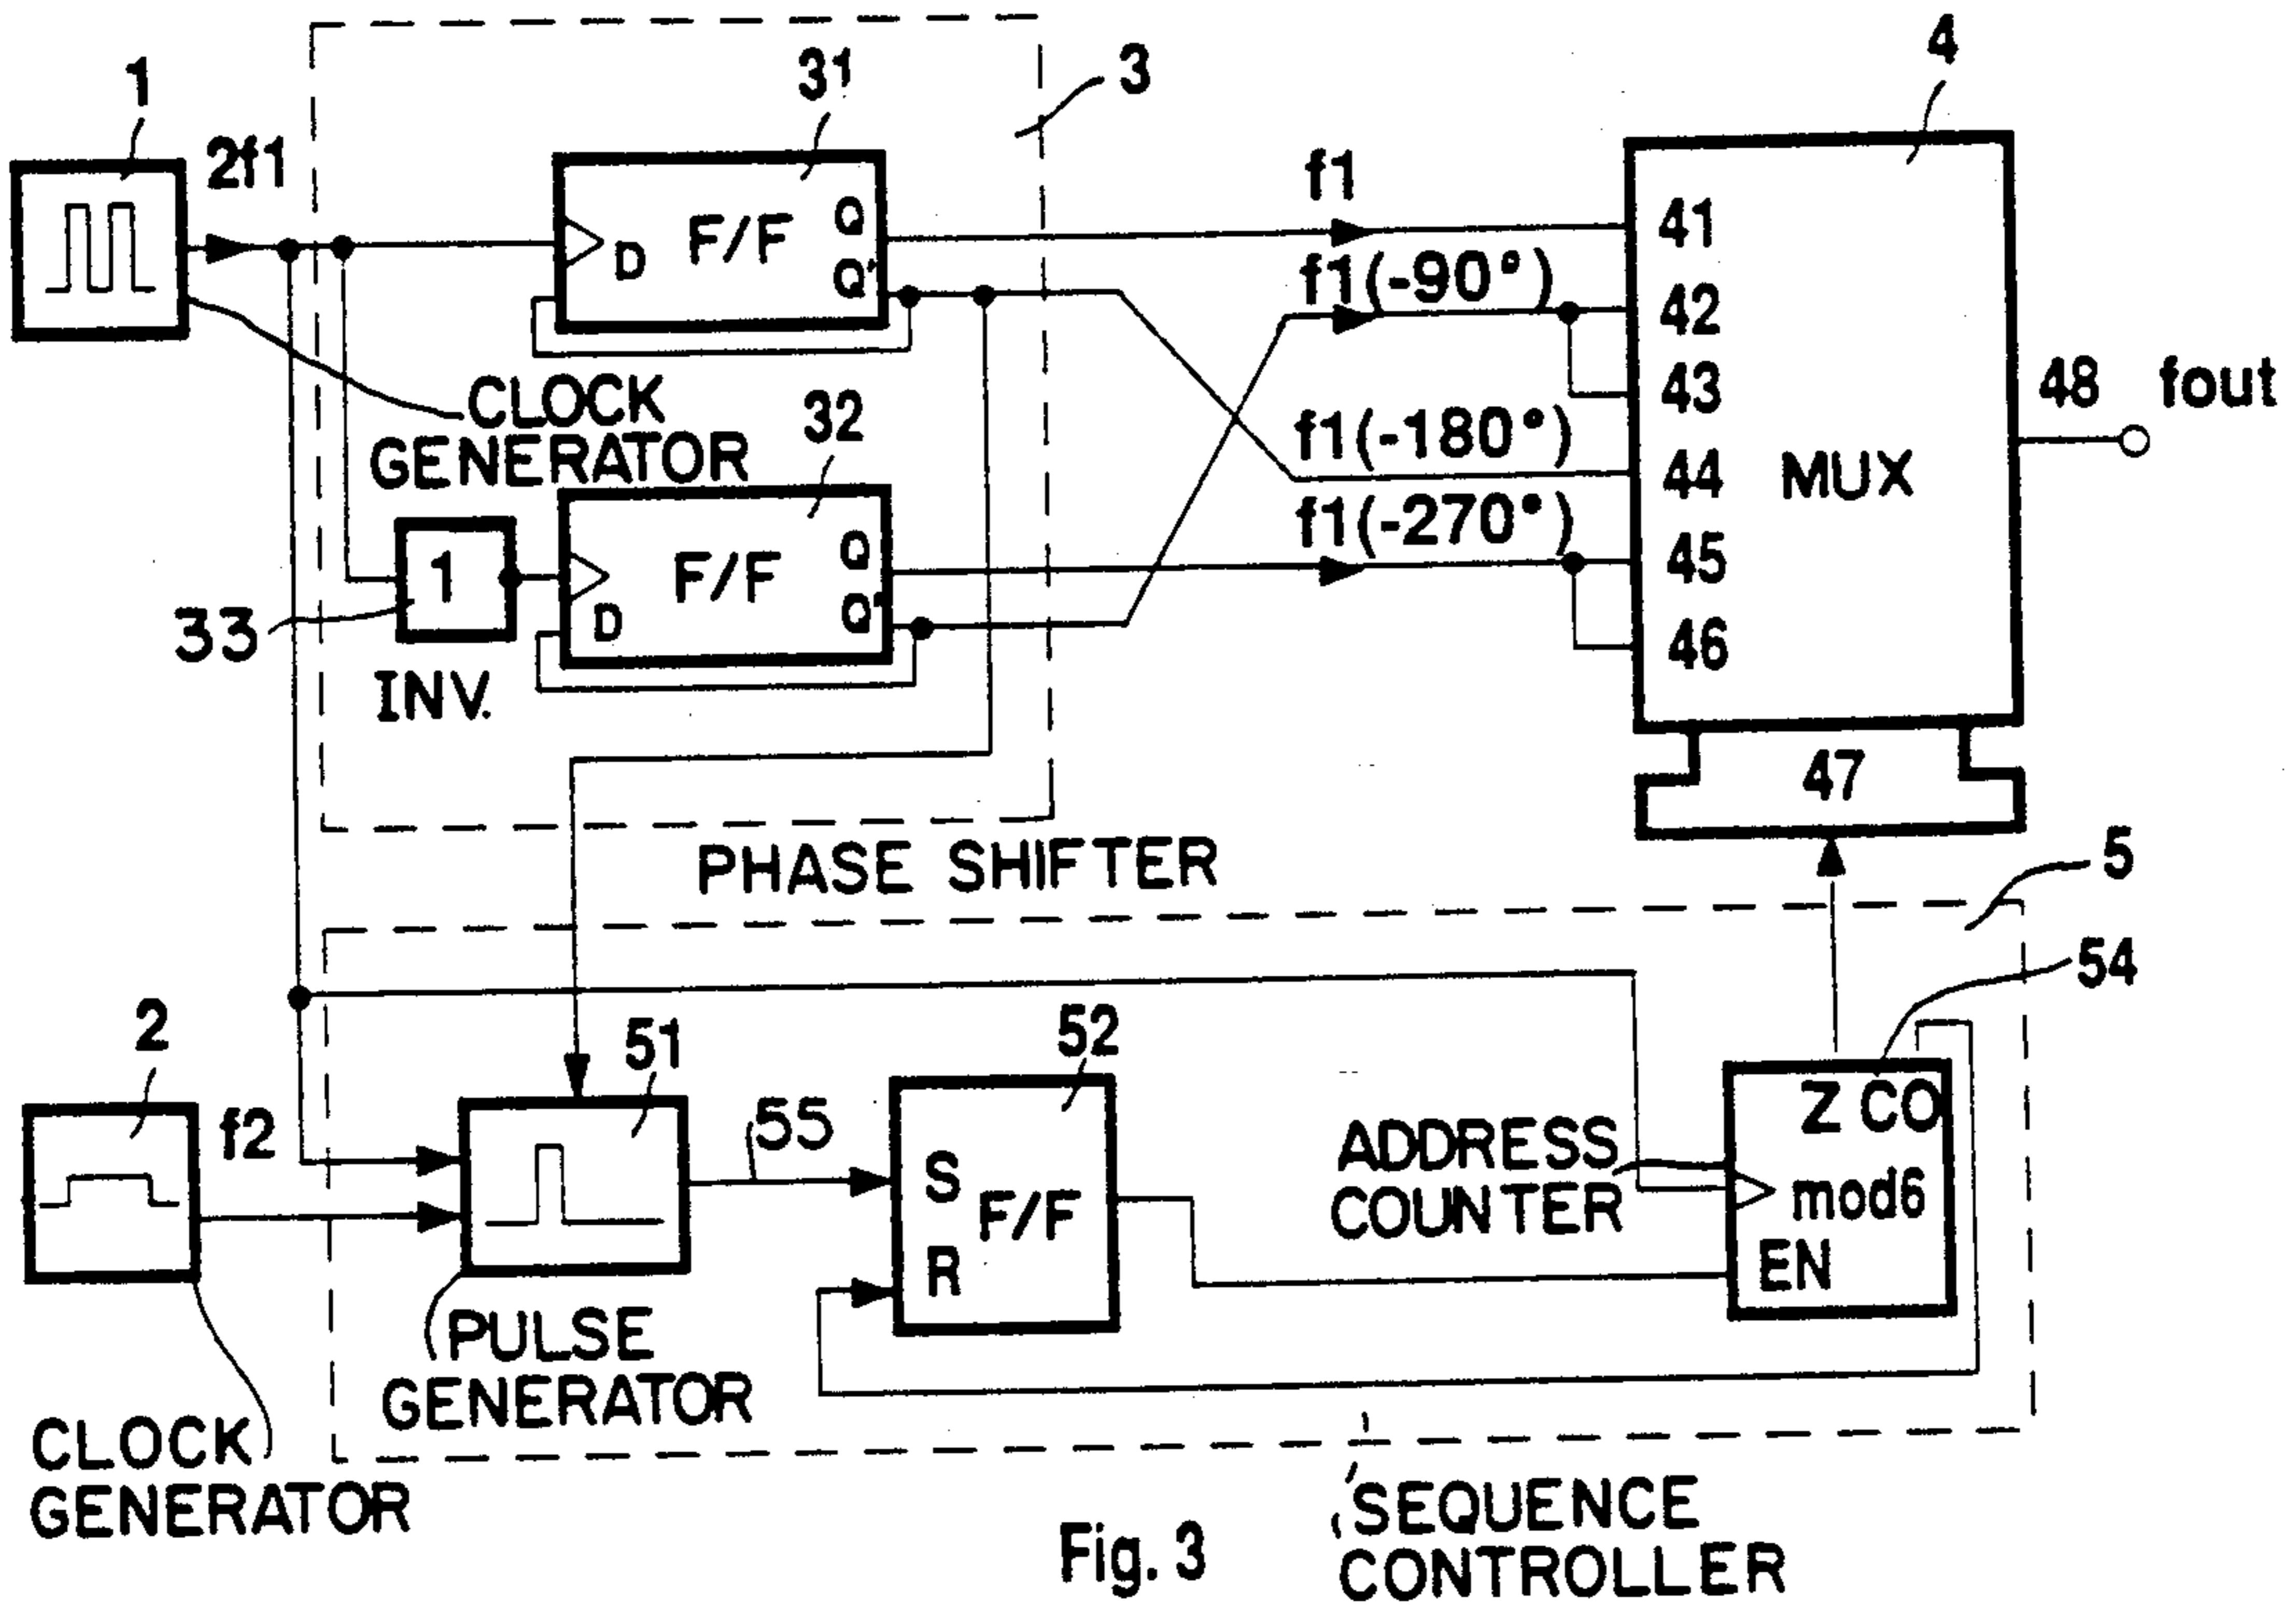 1
2f1
31
3
4
F/F
D
Q
Q'
f1
41
f1(-90°)
42
43
48 fout
CLOCK
GENERATOR
32
f1(-180°)
44
MUX
f1(-270°)
45
46
1
33
INV.
F/F
D
Q
Q'
47
PHASE SHIFTER
5
54
2
f2
51
55
52
S
F/F
R
ADDRESS
COUNTER
Z CO
mod6
EN
PULSE
GENERATOR
CLOCK
GENERATOR
SEQUENCE
CONTROLLER
Fig. 3